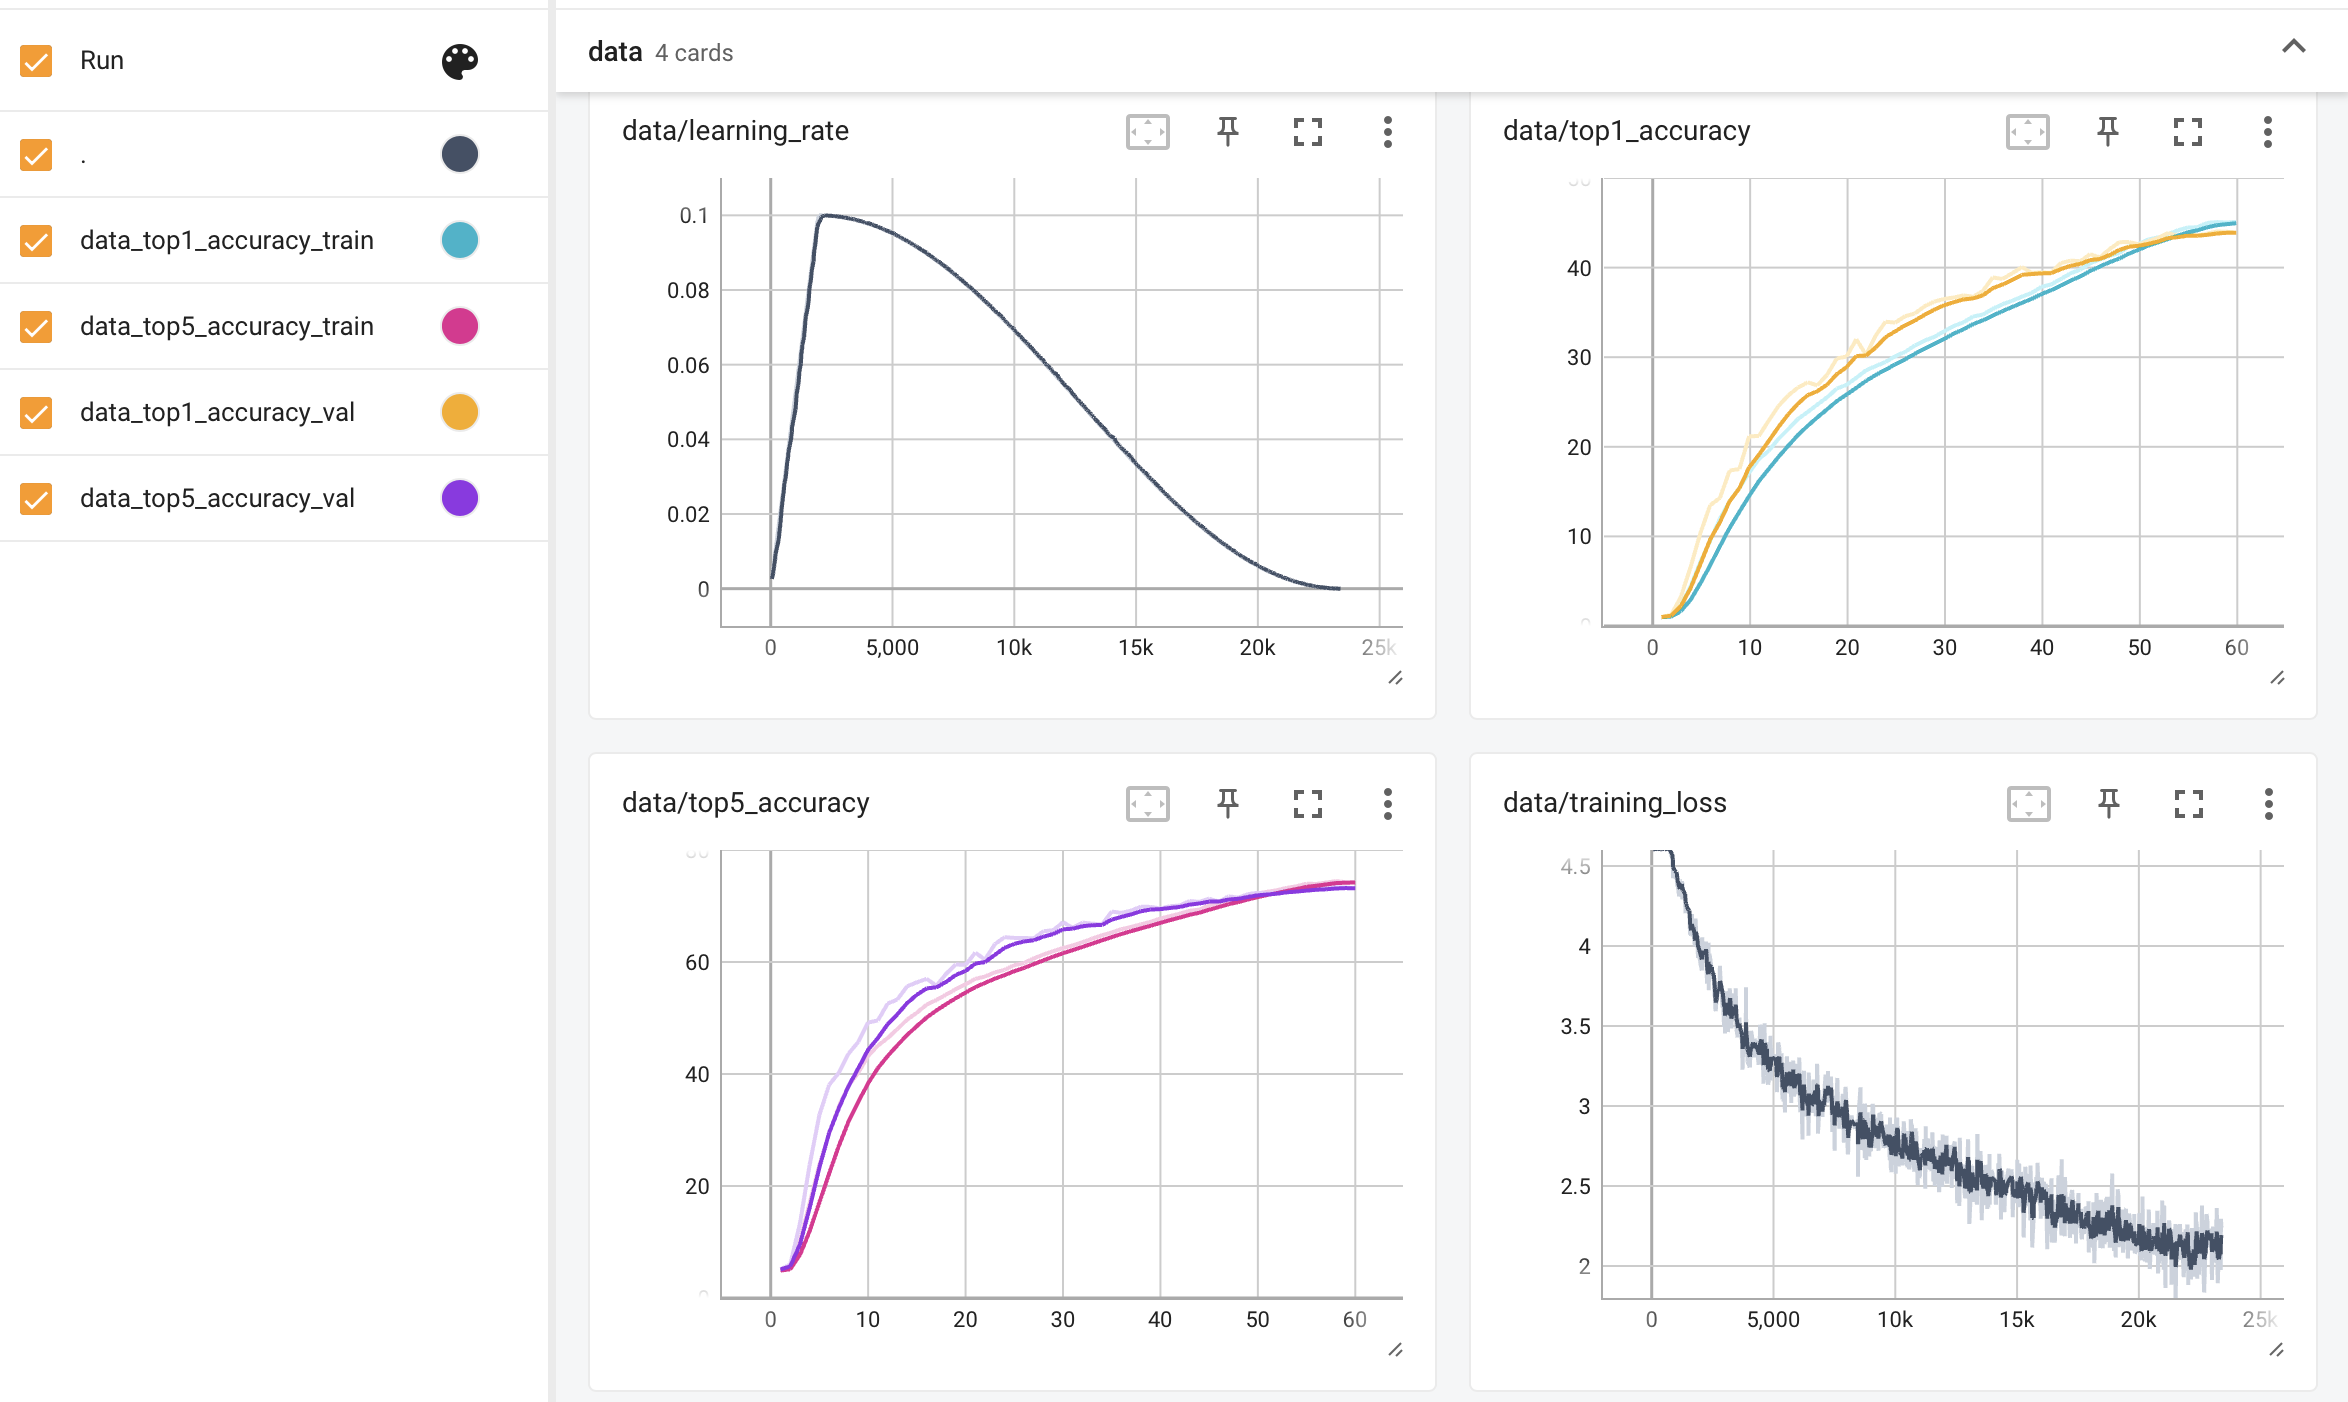 Run
.
data_top1_accuracy_train
data_top5_accuracy_train
data_top1_accuracy_val
data_top5_accuracy_val
data 4 cards
data/learning_rate
0.1
0.08
0.06
0.04
0.02
0
0 5,000 10k 15k 20k 25k
data/top1_accuracy
40
30
20
10
0 10 20 30 40 50 60
data/top5_accuracy
60
40
20
0 10 20 30 40 50 60
data/training_loss
4.5
4
3.5
3
2.5
2
0 5,000 10k 15k 20k 25k